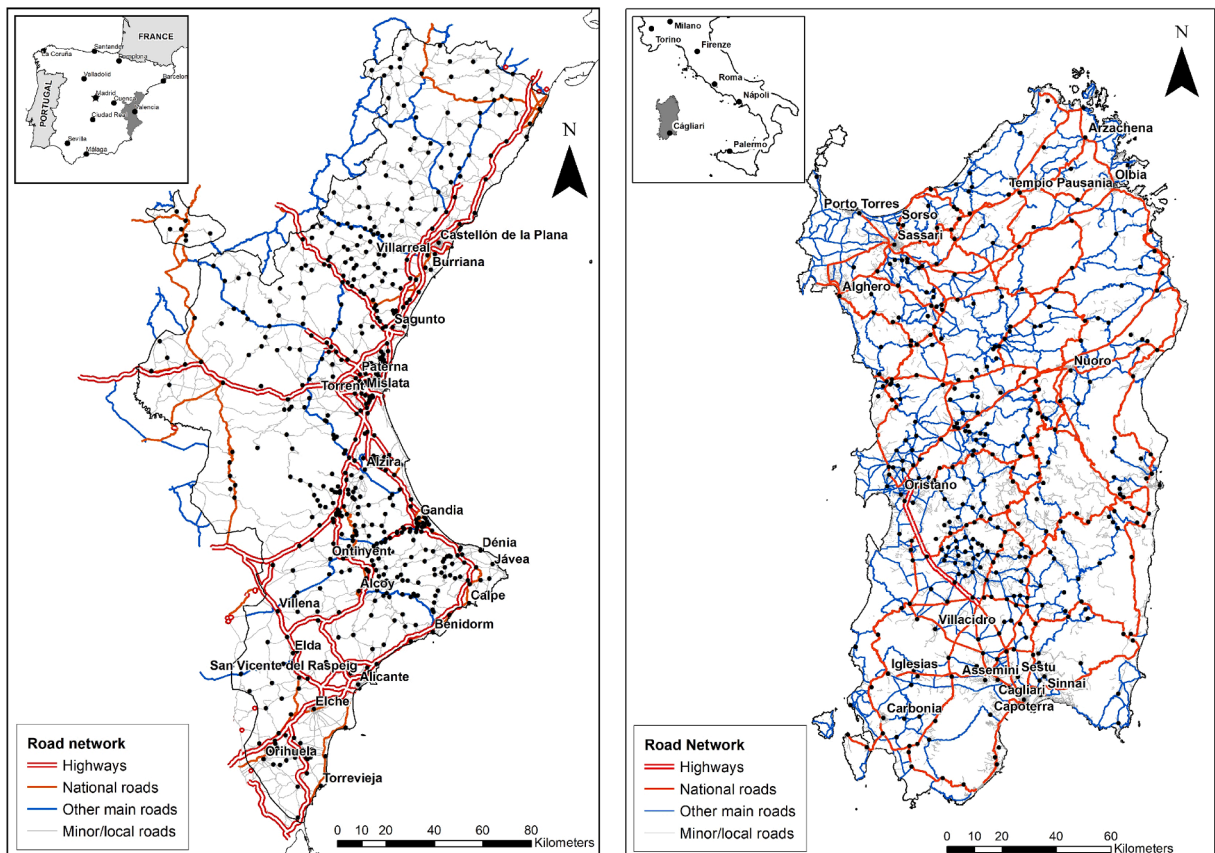 FRANCE
La Coruña
Santander
Pamplona
Valladolid
Barcelon
PORTUGAL
Madrid
Cuenca
Valencia
Ciudad Rea
Sevilla
Málaga
N
Castellón de la Plana
Villarreal
Burriana
Sagunto
Paterna
Torrent
Mislata
Alzira
Gandia
Ontinyent
Dénia
Jávea
Alcoy
Calpe
Villena
Benidorm
Elda
San Vicente del Raspeig
Alicante
Elche
Orihuela
Torrevieja
Road network
Highways
National roads
Other main roads
Minor/local roads
0 10 20 40 60 80
Kilometers
Milano
Torino
Firenze
Roma
Nápoli
Cágliari
Palermo
N
Arzachena
Olbia
Tempio Pausania
Porto Torres
Sorso
Sassari
Alghero
Nuoro
Oristano
Villacidro
Iglesias
Assemini
Sestu
Sinnai
Cagliari
Carbonia
Capoterra
Road Network
Highways
National roads
Other main roads
Minor/local roads
0 10 20 40 60
Kilometers